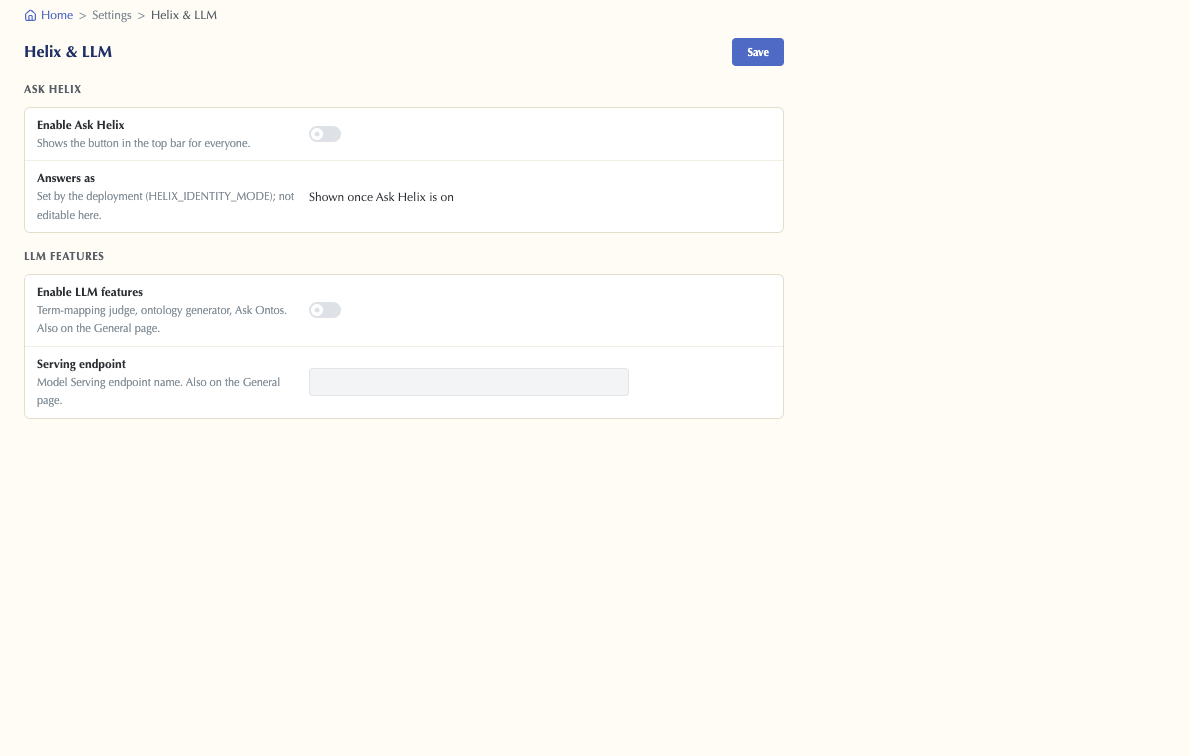 Home > Settings > Helix & LLM
Helix & LLM
Save
ASK HELIX
Enable Ask Helix
Shows the button in the top bar for everyone.
Answers as
Set by the deployment (HELIX_IDENTITY_MODE); not
editable here.
Shown once Ask Helix is on
LLM FEATURES
Enable LLM features
Term-mapping judge, ontology generator, Ask Ontos.
Also on the General page.
Serving endpoint
Model Serving endpoint name. Also on the General
page.